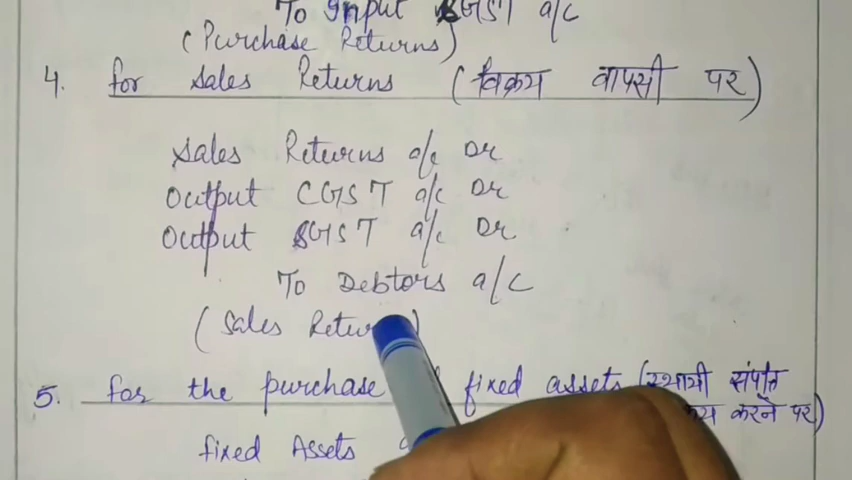 To Input SGST a/c
(Purchase Returns)
4. for Sales Returns (विक्रय वापसी पर)
Sales Returns a/c Dr
Output CGST a/c Dr
Output SGST a/c Dr
To Debtors a/c
(Sales Return)
5. for the purchase fixed assets (स्थायी संपत्ति
करने पर)
fixed Assets